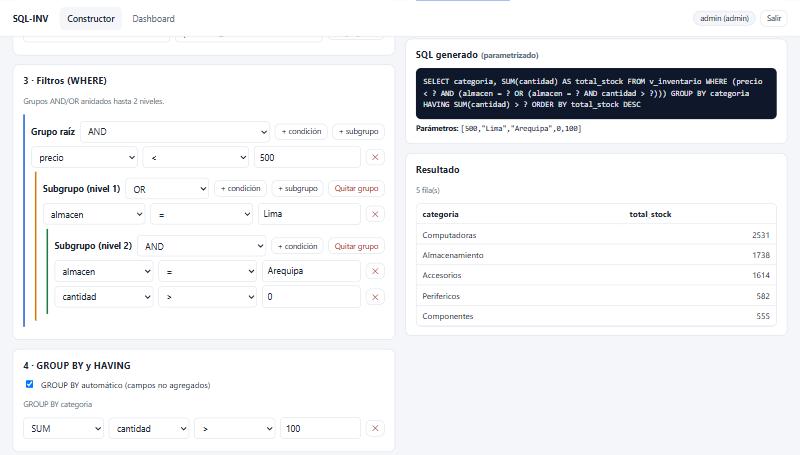 SQL-INV Constructor Dashboard admin (admin) Salir
3 · Filtros (WHERE)
Grupos AND/OR anidados hasta 2 niveles.
Grupo raíz AND + condición + subgrupo
precio < 500 ×
Subgrupo (nivel 1) OR + condición + subgrupo Quitar grupo
almacen = Lima ×
Subgrupo (nivel 2) AND + condición Quitar grupo
almacen = Arequipa ×
cantidad > 0 ×
4 · GROUP BY y HAVING
GROUP BY automático (campos no agregados)
GROUP BY categoria
SUM cantidad > 100 ×
SQL generado (parametrizado)
SELECT categoria, SUM(cantidad) AS total_stock FROM v_inventario WHERE (precio
< ? AND (almacen = ? OR (almacen = ? AND cantidad > ?))) GROUP BY categoria
HAVING SUM(cantidad) > ? ORDER BY total_stock DESC
Parámetros: [500,"Lima","Arequipa",0,100]
Resultado
5 fila(s)
categoria total_stock
Computadoras 2531
Almacenamiento 1738
Accesorios 1614
Perifericos 582
Componentes 555